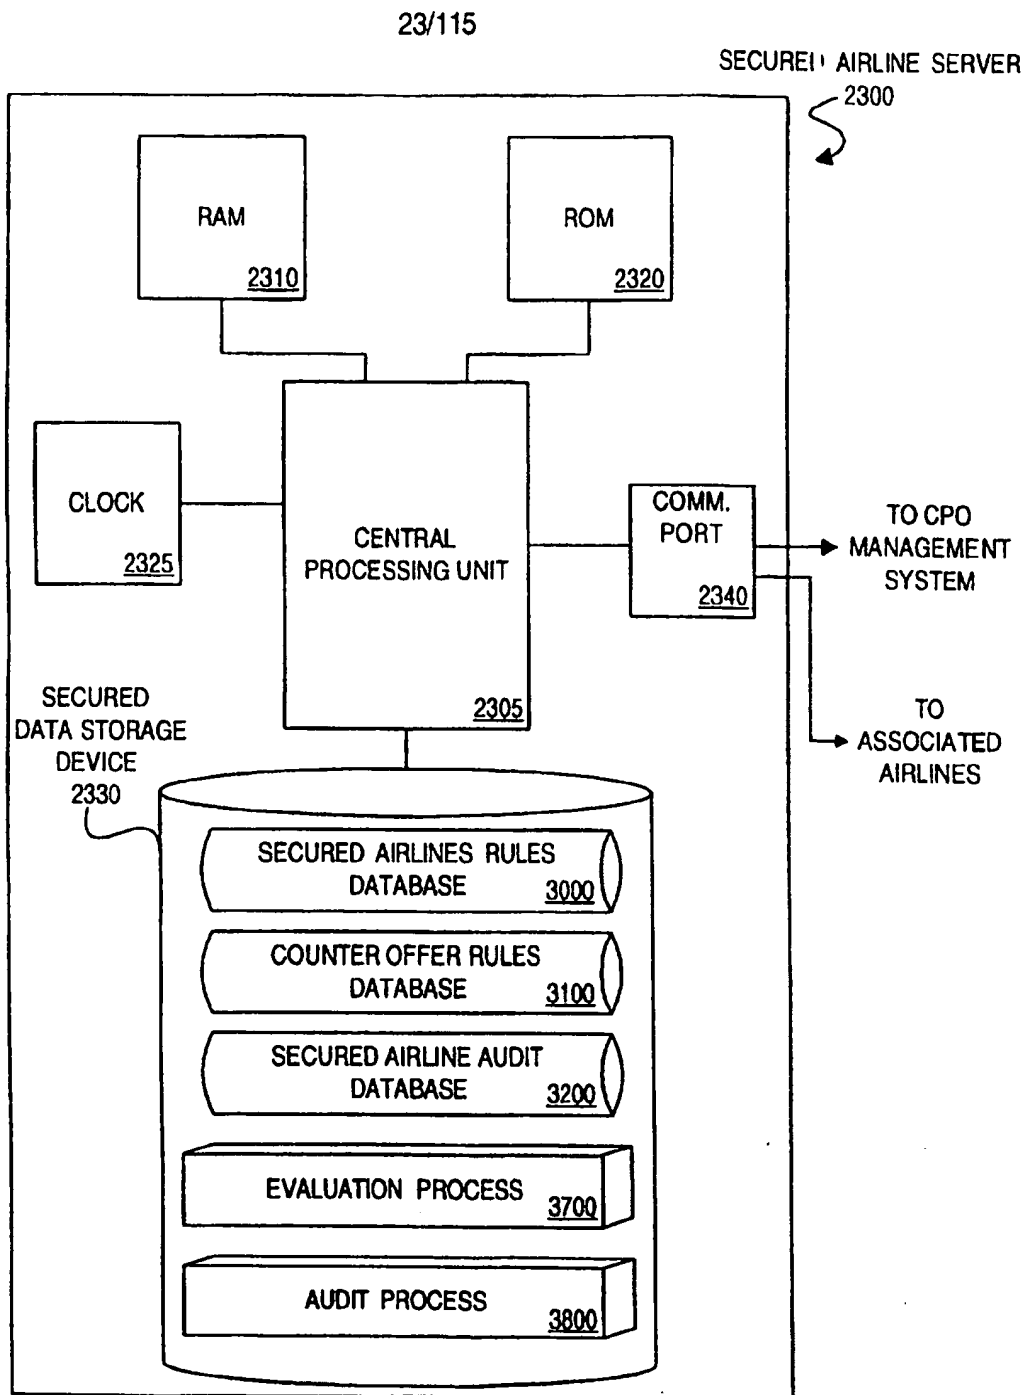 23/115
SECURED AIRLINE SERVER
2300
RAM
2310
ROM
2320
CLOCK
2325
CENTRAL
PROCESSING UNIT
2305
COMM.
PORT
2340
TO CPO
MANAGEMENT
SYSTEM
TO
ASSOCIATED
AIRLINES
SECURED
DATA STORAGE
DEVICE
2330
SECURED AIRLINES RULES
DATABASE
3000
COUNTER OFFER RULES
DATABASE
3100
SECURED AIRLINE AUDIT
DATABASE
3200
EVALUATION PROCESS
3700
AUDIT PROCESS
3800